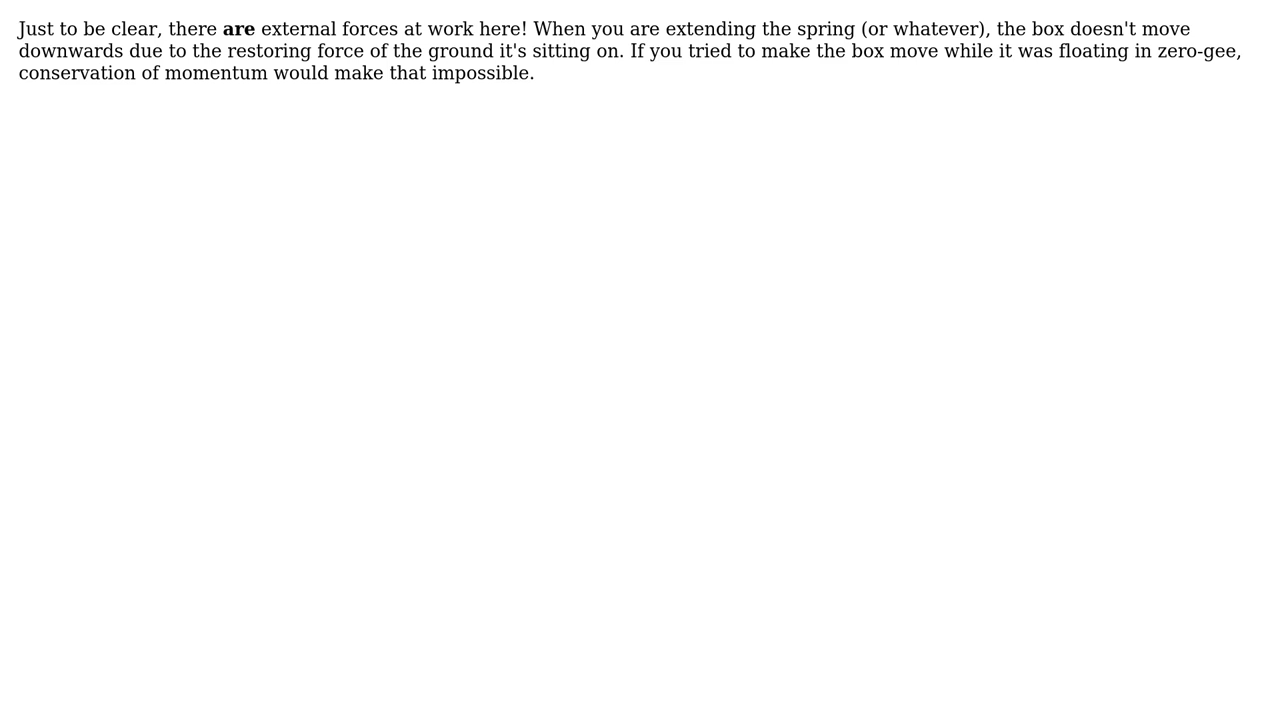 Just to be clear, there are external forces at work here! When you are extending the spring (or whatever), the box doesn't move
downwards due to the restoring force of the ground it's sitting on. If you tried to make the box move while it was floating in zero-gee,
conservation of momentum would make that impossible.